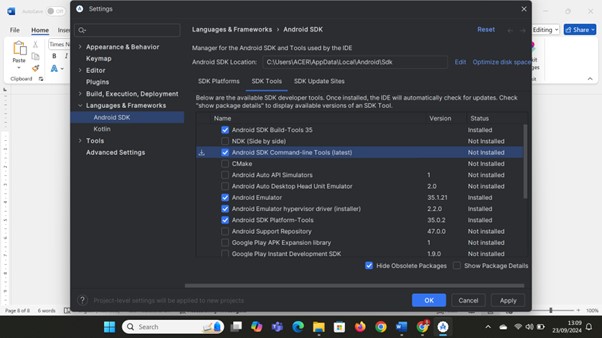 AutoSave Off
Settings
File Home
Editing Share
Times N
Paste
B I
Clipboard
Languages & Frameworks › Android SDK
Reset
Appearance & Behavior
Keymap
Editor
Plugins
Build, Execution, Deployment
Languages & Frameworks
Android SDK
Kotlin
Tools
Advanced Settings
Manager for the Android SDK and Tools used by the IDE
Android SDK Location: C:\Users\ACER\AppData\Local\Android\Sdk Edit Optimize disk space
SDK Platforms SDK Tools SDK Update Sites
Below are the available SDK developer tools. Once installed, the IDE will automatically check for updates. Check
"show package details" to display available versions of an SDK Tool.
Name Version Status
Android SDK Build-Tools 35 Installed
NDK (Side by side) Not Installed
Android SDK Command-line Tools (latest) Not Installed
CMake Not Installed
Android Auto API Simulators 1 Not Installed
Android Auto Desktop Head Unit Emulator 2.0 Not Installed
Android Emulator 35.1.21 Installed
Android Emulator hypervisor driver (installer) 2.2.0 Installed
Android SDK Platform-Tools 35.0.2 Installed
Android Support Repository 47.0.0 Not Installed
Google Play APK Expansion library 1 Not Installed
Google Play Instant Development SDK 1.9.0 Not Installed
Hide Obsolete Packages Show Package Details
? Project-level settings will be applied to new projects
OK Cancel Apply
Page 8 of 8 6 words
Search
13:09
23/09/2024